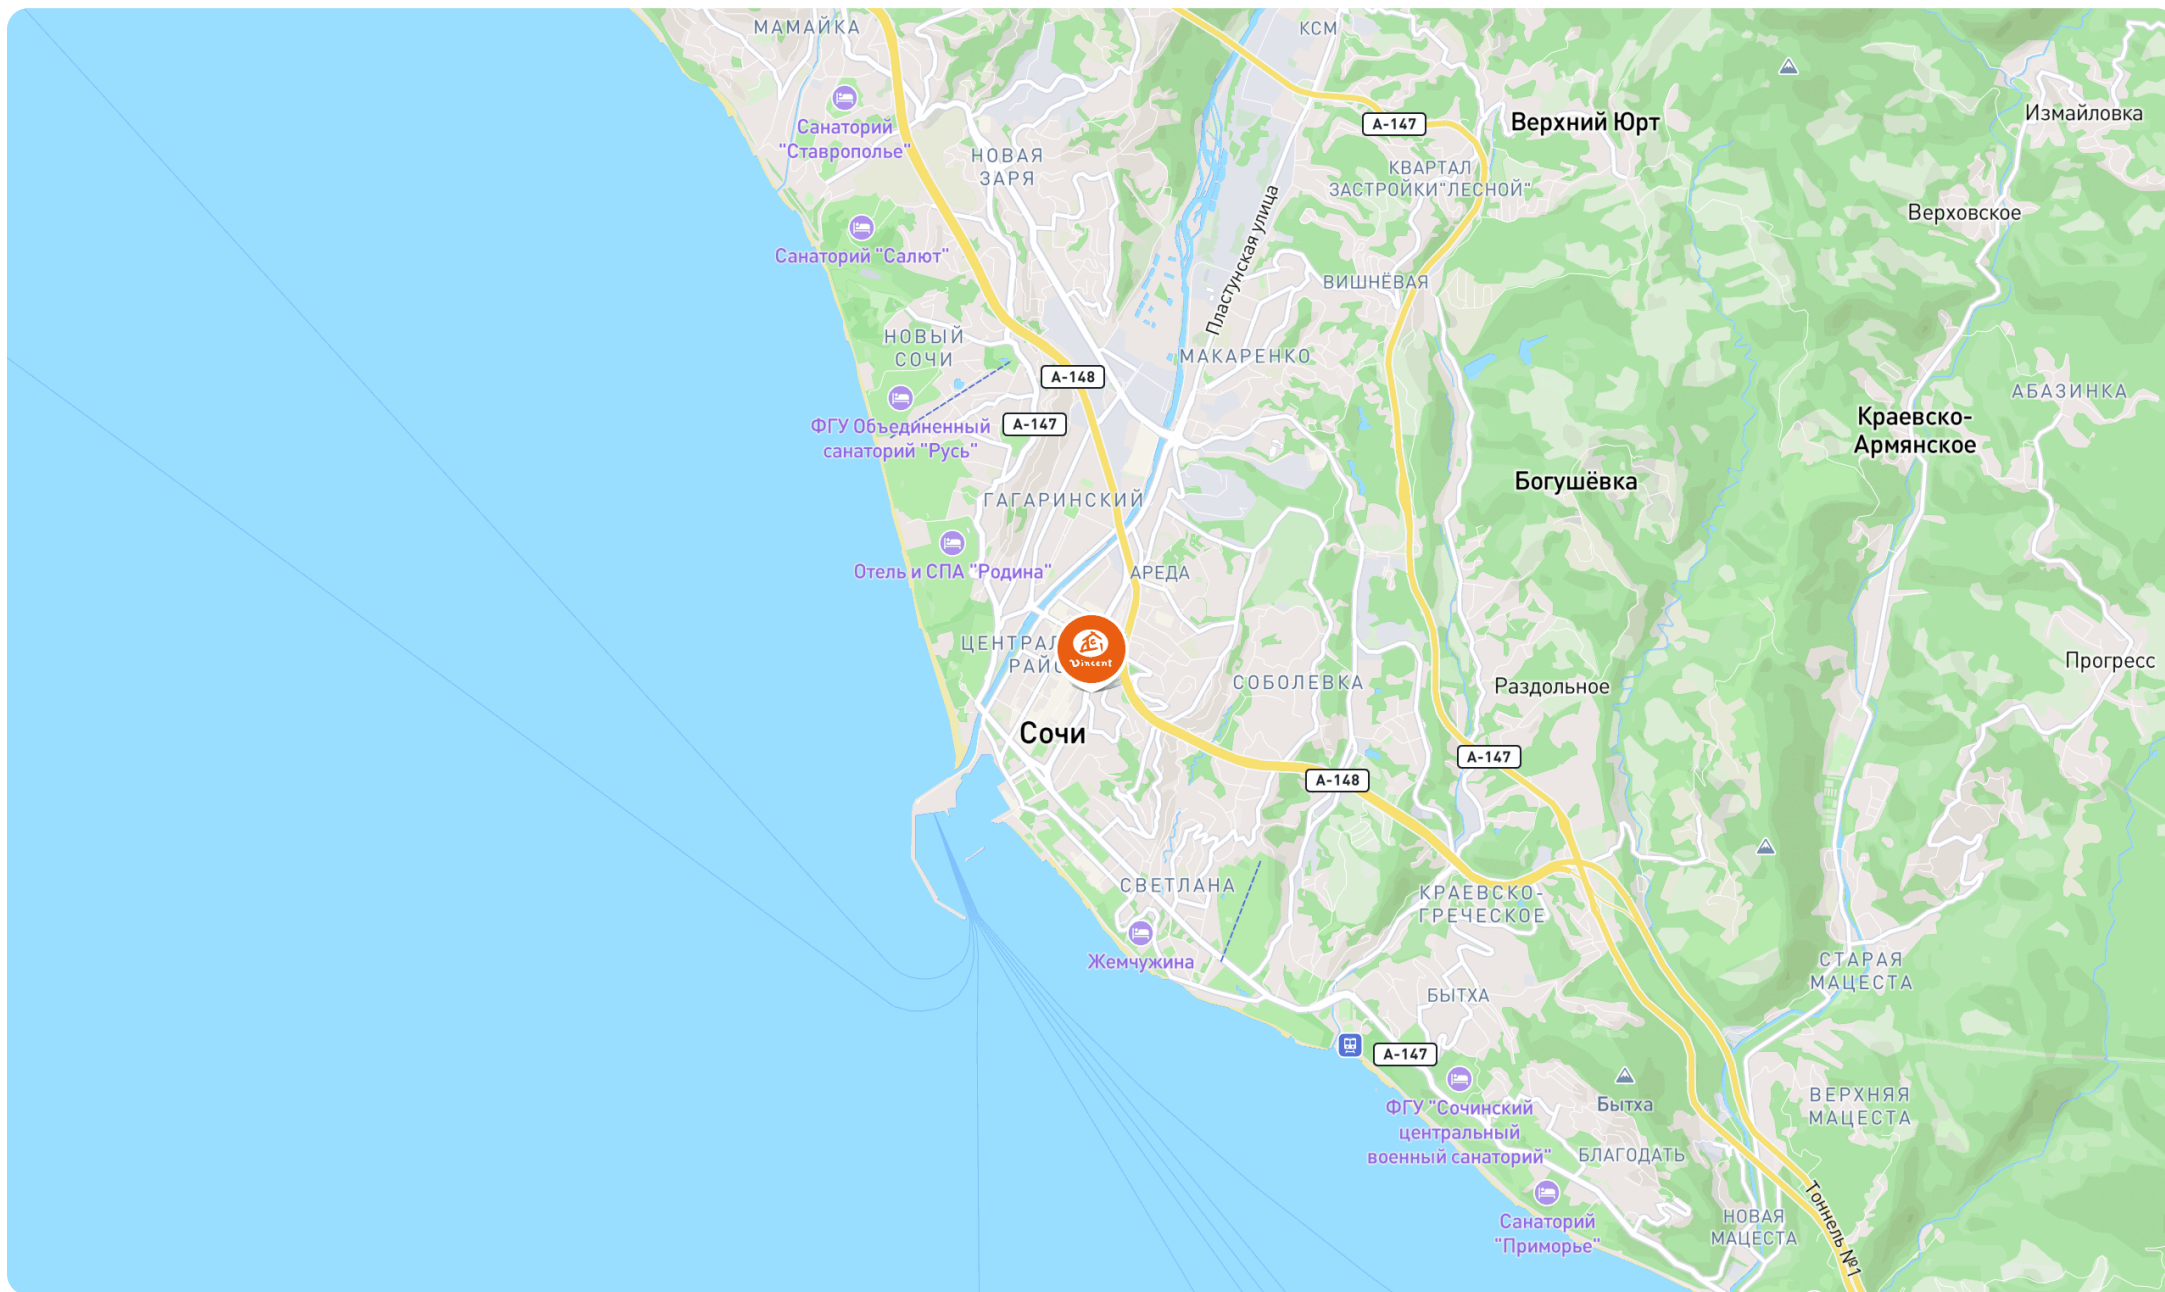 МАМАЙКА
КСМ
Измайловка
Верхний Юрт
А-147
Санаторий
"Ставрополье"
НОВАЯ
ЗАРЯ
КВАРТАЛ
ЗАСТРОЙКИ"ЛЕСНОЙ"
Верховское
Санаторий "Салют"
Пластунская улица
ВИШНЁВАЯ
НОВЫЙ
СОЧИ
МАКАРЕНКО
А-148
АБАЗИНКА
А-147
ФГУ Объединенный
санаторий "Русь"
Краевско-
Армянское
Богушёвка
ГАГАРИНСКИЙ
Отель и СПА "Родина"
АРЕДА
ЦЕНТРАЛ
РАЙО
Vincent
СОБОЛЕВКА
Раздольное
Прогресс
Сочи
А-147
А-148
СВЕТЛАНА
КРАЕВСКО-
ГРЕЧЕСКОЕ
Жемчужина
СТАРАЯ
МАЦЕСТА
БЫТХА
А-147
ФГУ "Сочинский
центральный
военный санаторий"
Бытха
ВЕРХНЯЯ
МАЦЕСТА
БЛАГОДАТЬ
Санаторий
"Приморье"
НОВАЯ
МАЦЕСТА
Тоннель №1